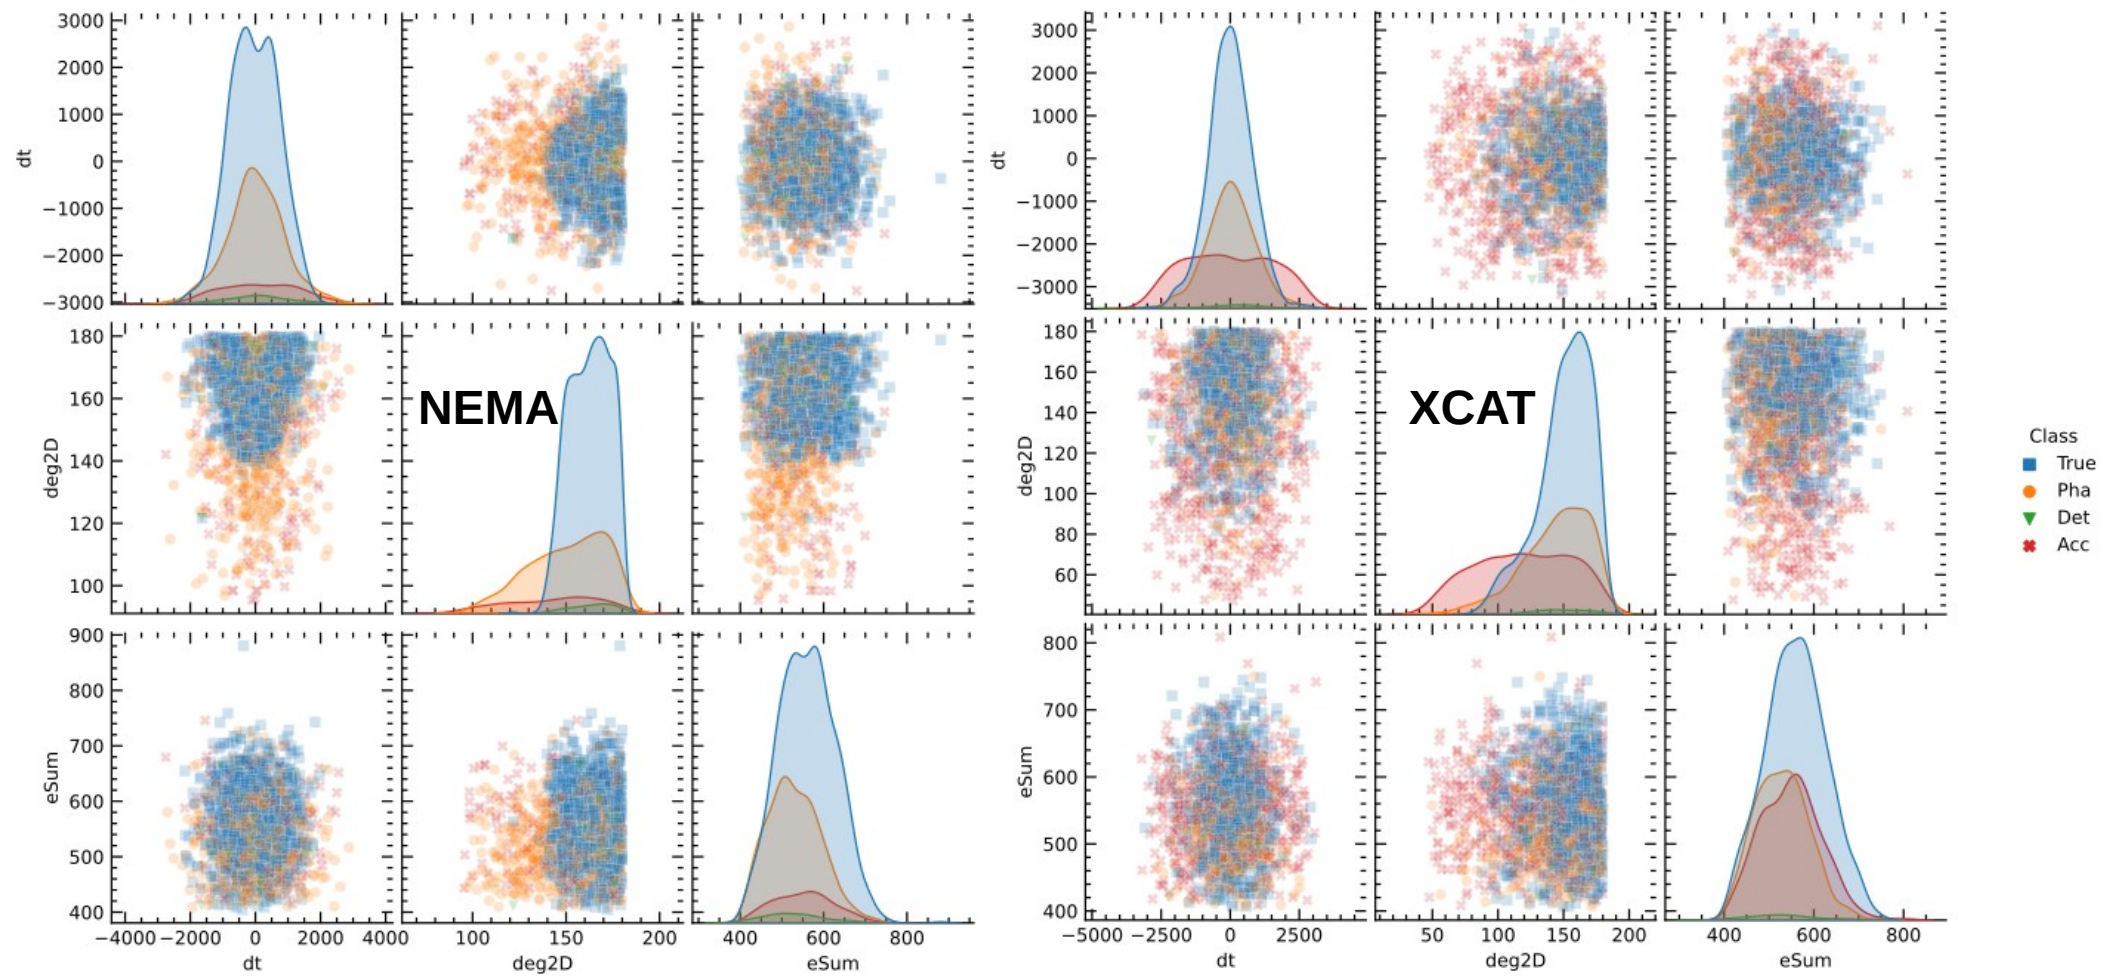 3000
2000
1000
0
−1000
−2000
−3000
dt
180
160
140
120
100
deg2D
NEMA
900
800
700
600
500
400
eSum
−4000 −2000 0 2000 4000
dt
100 150 200
deg2D
400 600 800
eSum
3000
2000
1000
0
−1000
−2000
−3000
dt
180
160
140
120
100
80
60
deg2D
XCAT
800
700
600
500
400
eSum
−5000 −2500 0 2500
dt
50 100 150 200
deg2D
400 600 800
eSum
Class
True
Pha
Det
Acc